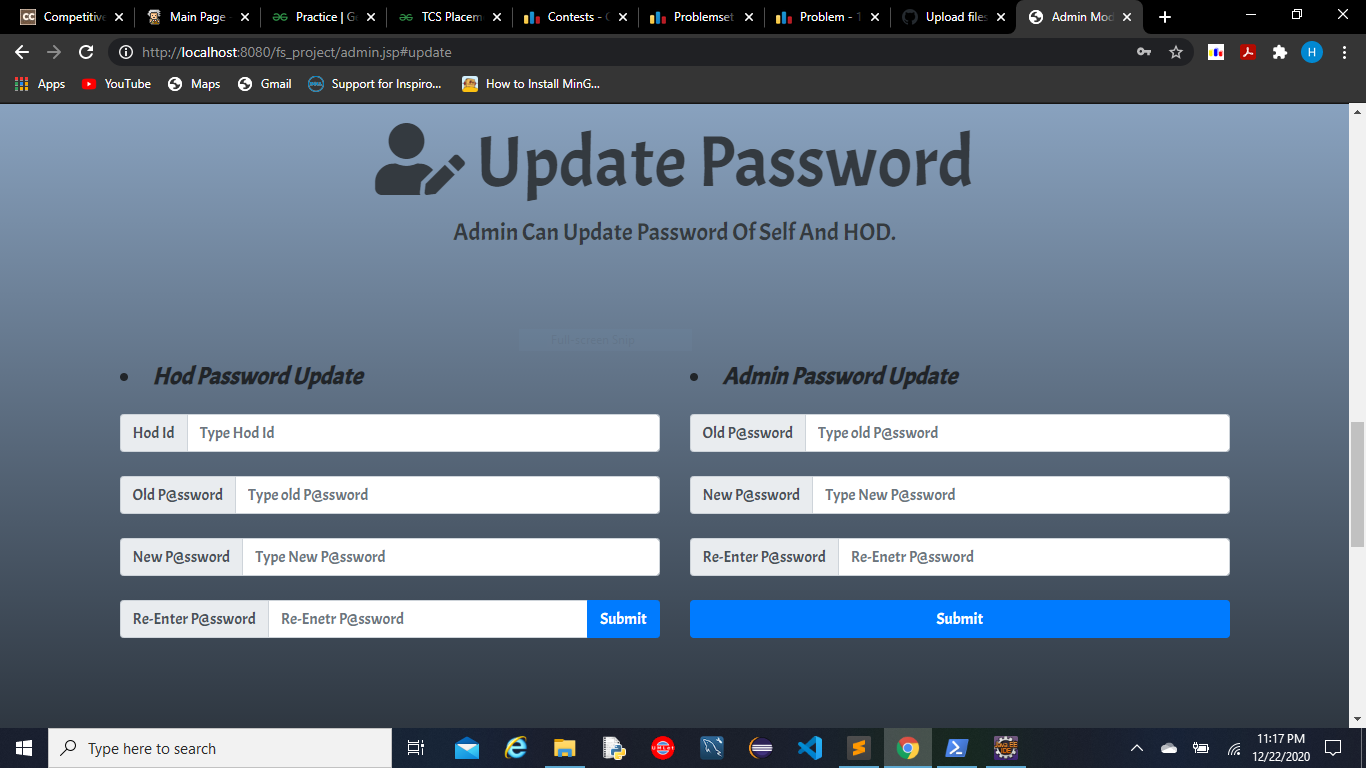 Competitive
Main Page
Practice | G
TCS Placem
Contests -
Problemset
Problem - T
Upload files
Admin Mod
http://localhost:8080/fs_project/admin.jsp#update
H
Apps
YouTube
Maps
Gmail
Support for Inspiro...
How to Install MinG...
Update Password
Admin Can Update Password Of Self And HOD.
Full-screen Snip
Hod Password Update
Admin Password Update
Hod Id Type Hod Id
Old P@ssword Type old P@ssword
Old P@ssword Type old P@ssword
New P@ssword Type New P@ssword
New P@ssword Type New P@ssword
Re-Enter P@ssword Re-Enetr P@ssword
Re-Enter P@ssword Re-Enetr P@ssword Submit
Submit
Type here to search
11:17 PM
12/22/2020